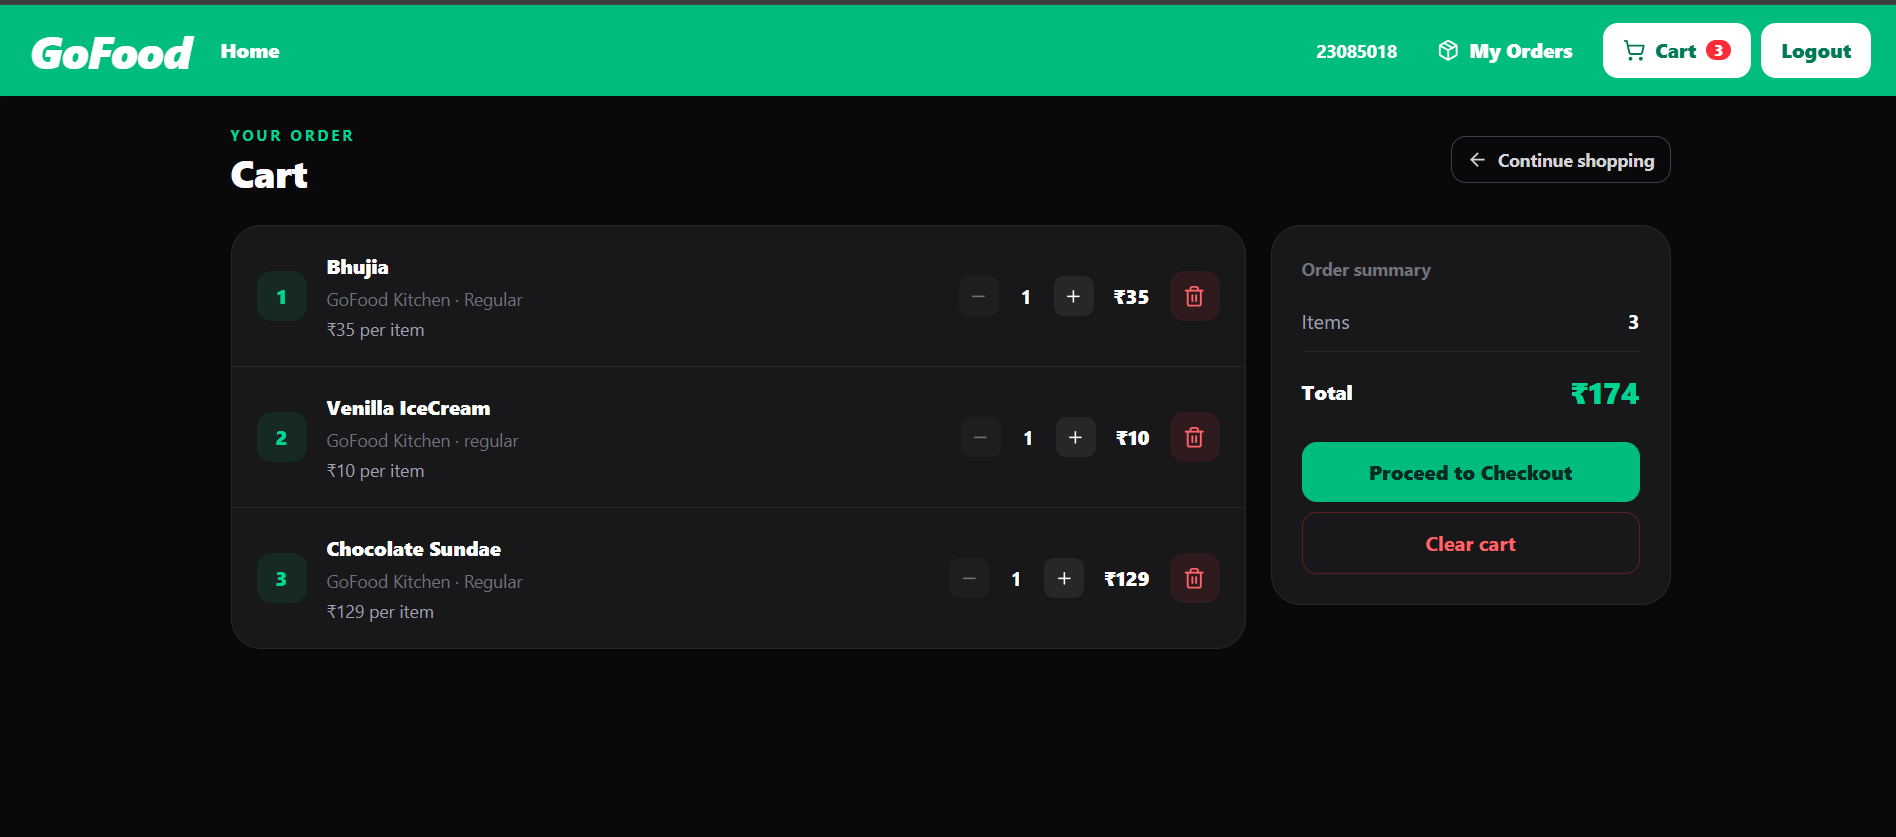 GoFood Home 23085018 My Orders Cart 3 Logout
YOUR ORDER
Cart
Continue shopping
1
Bhujia
GoFood Kitchen · Regular
₹35 per item
− 1 + ₹35
2
Venilla IceCream
GoFood Kitchen · regular
₹10 per item
− 1 + ₹10
3
Chocolate Sundae
GoFood Kitchen · Regular
₹129 per item
− 1 + ₹129
Order summary
Items 3
Total ₹174
Proceed to Checkout
Clear cart